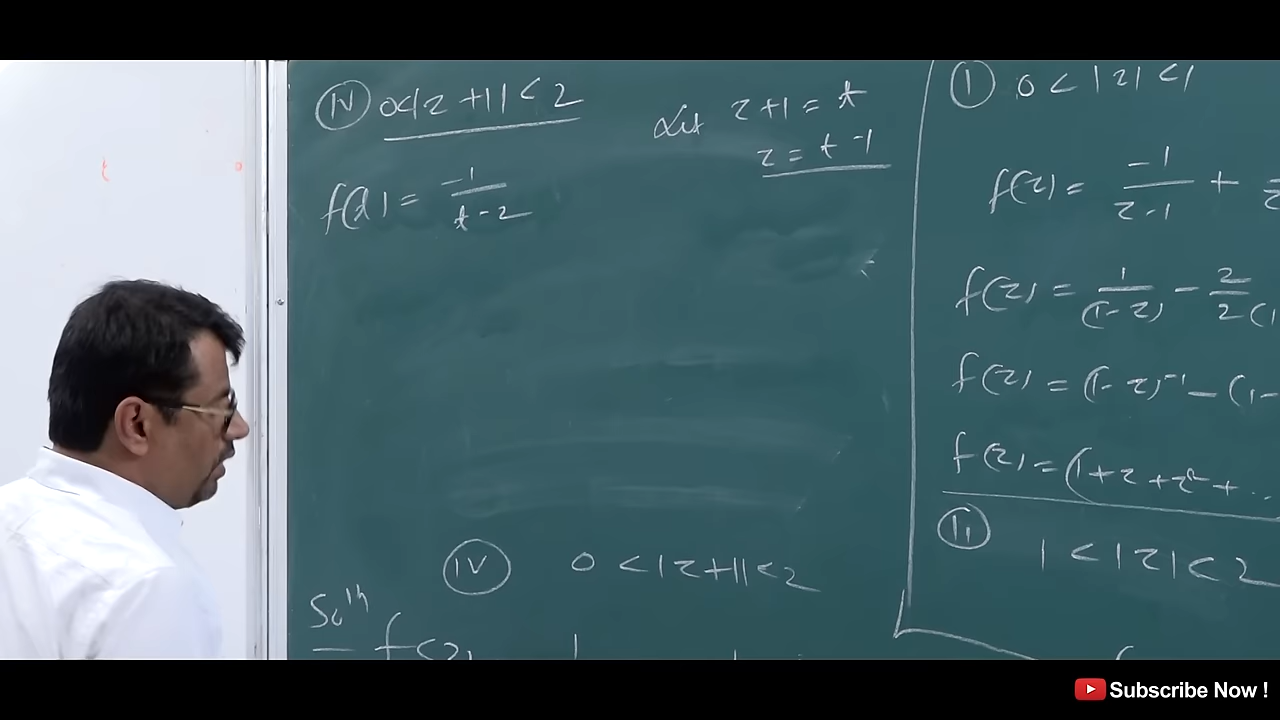 (IV) 0<|z+1|<2
Let z+1 = t
z = t-1
f(z) = -1/(t-2)
(IV) 0 < |z+1| < 2
Sol^n
(I) 0 < |z| < 1
f(z) = -1/(z-1) +
f(z) = 1/(1-z) - 2/2(1
f(z) = (1-z)^-1 - (1-
f(z) = (1+z+z^2+...
(II) 1 < |z| < 2
Subscribe Now !